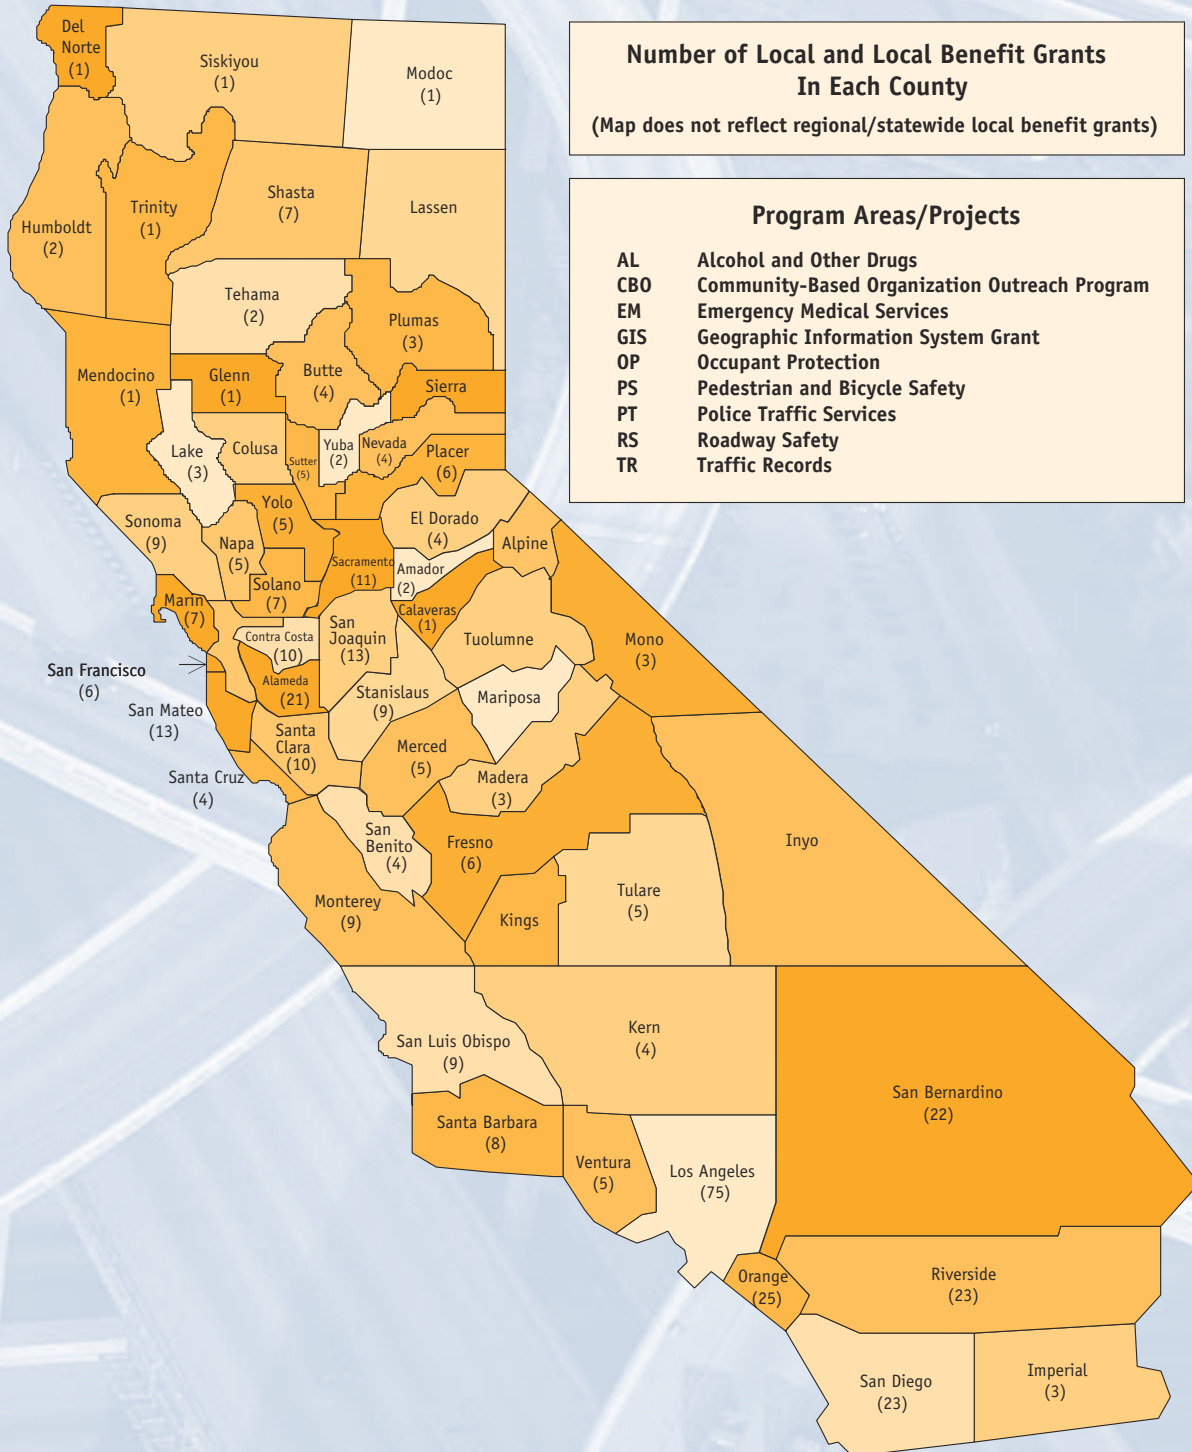 Number of Local and Local Benefit Grants
In Each County
(Map does not reflect regional/statewide local benefit grants)
Program Areas/Projects
AL Alcohol and Other Drugs
CBO Community-Based Organization Outreach Program
EM Emergency Medical Services
GIS Geographic Information System Grant
OP Occupant Protection
PS Pedestrian and Bicycle Safety
PT Police Traffic Services
RS Roadway Safety
TR Traffic Records
Del
Norte
(1)
Siskiyou
(1)
Modoc
(1)
Humboldt
(2)
Trinity
(1)
Shasta
(7)
Lassen
Tehama
(2)
Plumas
(3)
Mendocino
(1)
Glenn
(1)
Butte
(4)
Sierra
Lake
(3)
Colusa
Sutter
(5)
Yuba
(2)
Nevada
(4)
Placer
(6)
Sonoma
(9)
Napa
(5)
Yolo
(5)
El Dorado
(4)
Alpine
Sacramento
(11)
Amador
(2)
Solano
(7)
Marin
(7)
Calaveras
(1)
Contra Costa
(10)
San
Joaquin
(13)
Tuolumne
Mono
(3)
San Francisco
(6)
Alameda
(21)
Stanislaus
(9)
Mariposa
San Mateo
(13)
Santa
Clara
(10)
Merced
(5)
Madera
(3)
Santa Cruz
(4)
San
Benito
(4)
Fresno
(6)
Inyo
Monterey
(9)
Kings
Tulare
(5)
San Luis Obispo
(9)
Kern
(4)
San Bernardino
(22)
Santa Barbara
(8)
Ventura
(5)
Los Angeles
(75)
Orange
(25)
Riverside
(23)
San Diego
(23)
Imperial
(3)